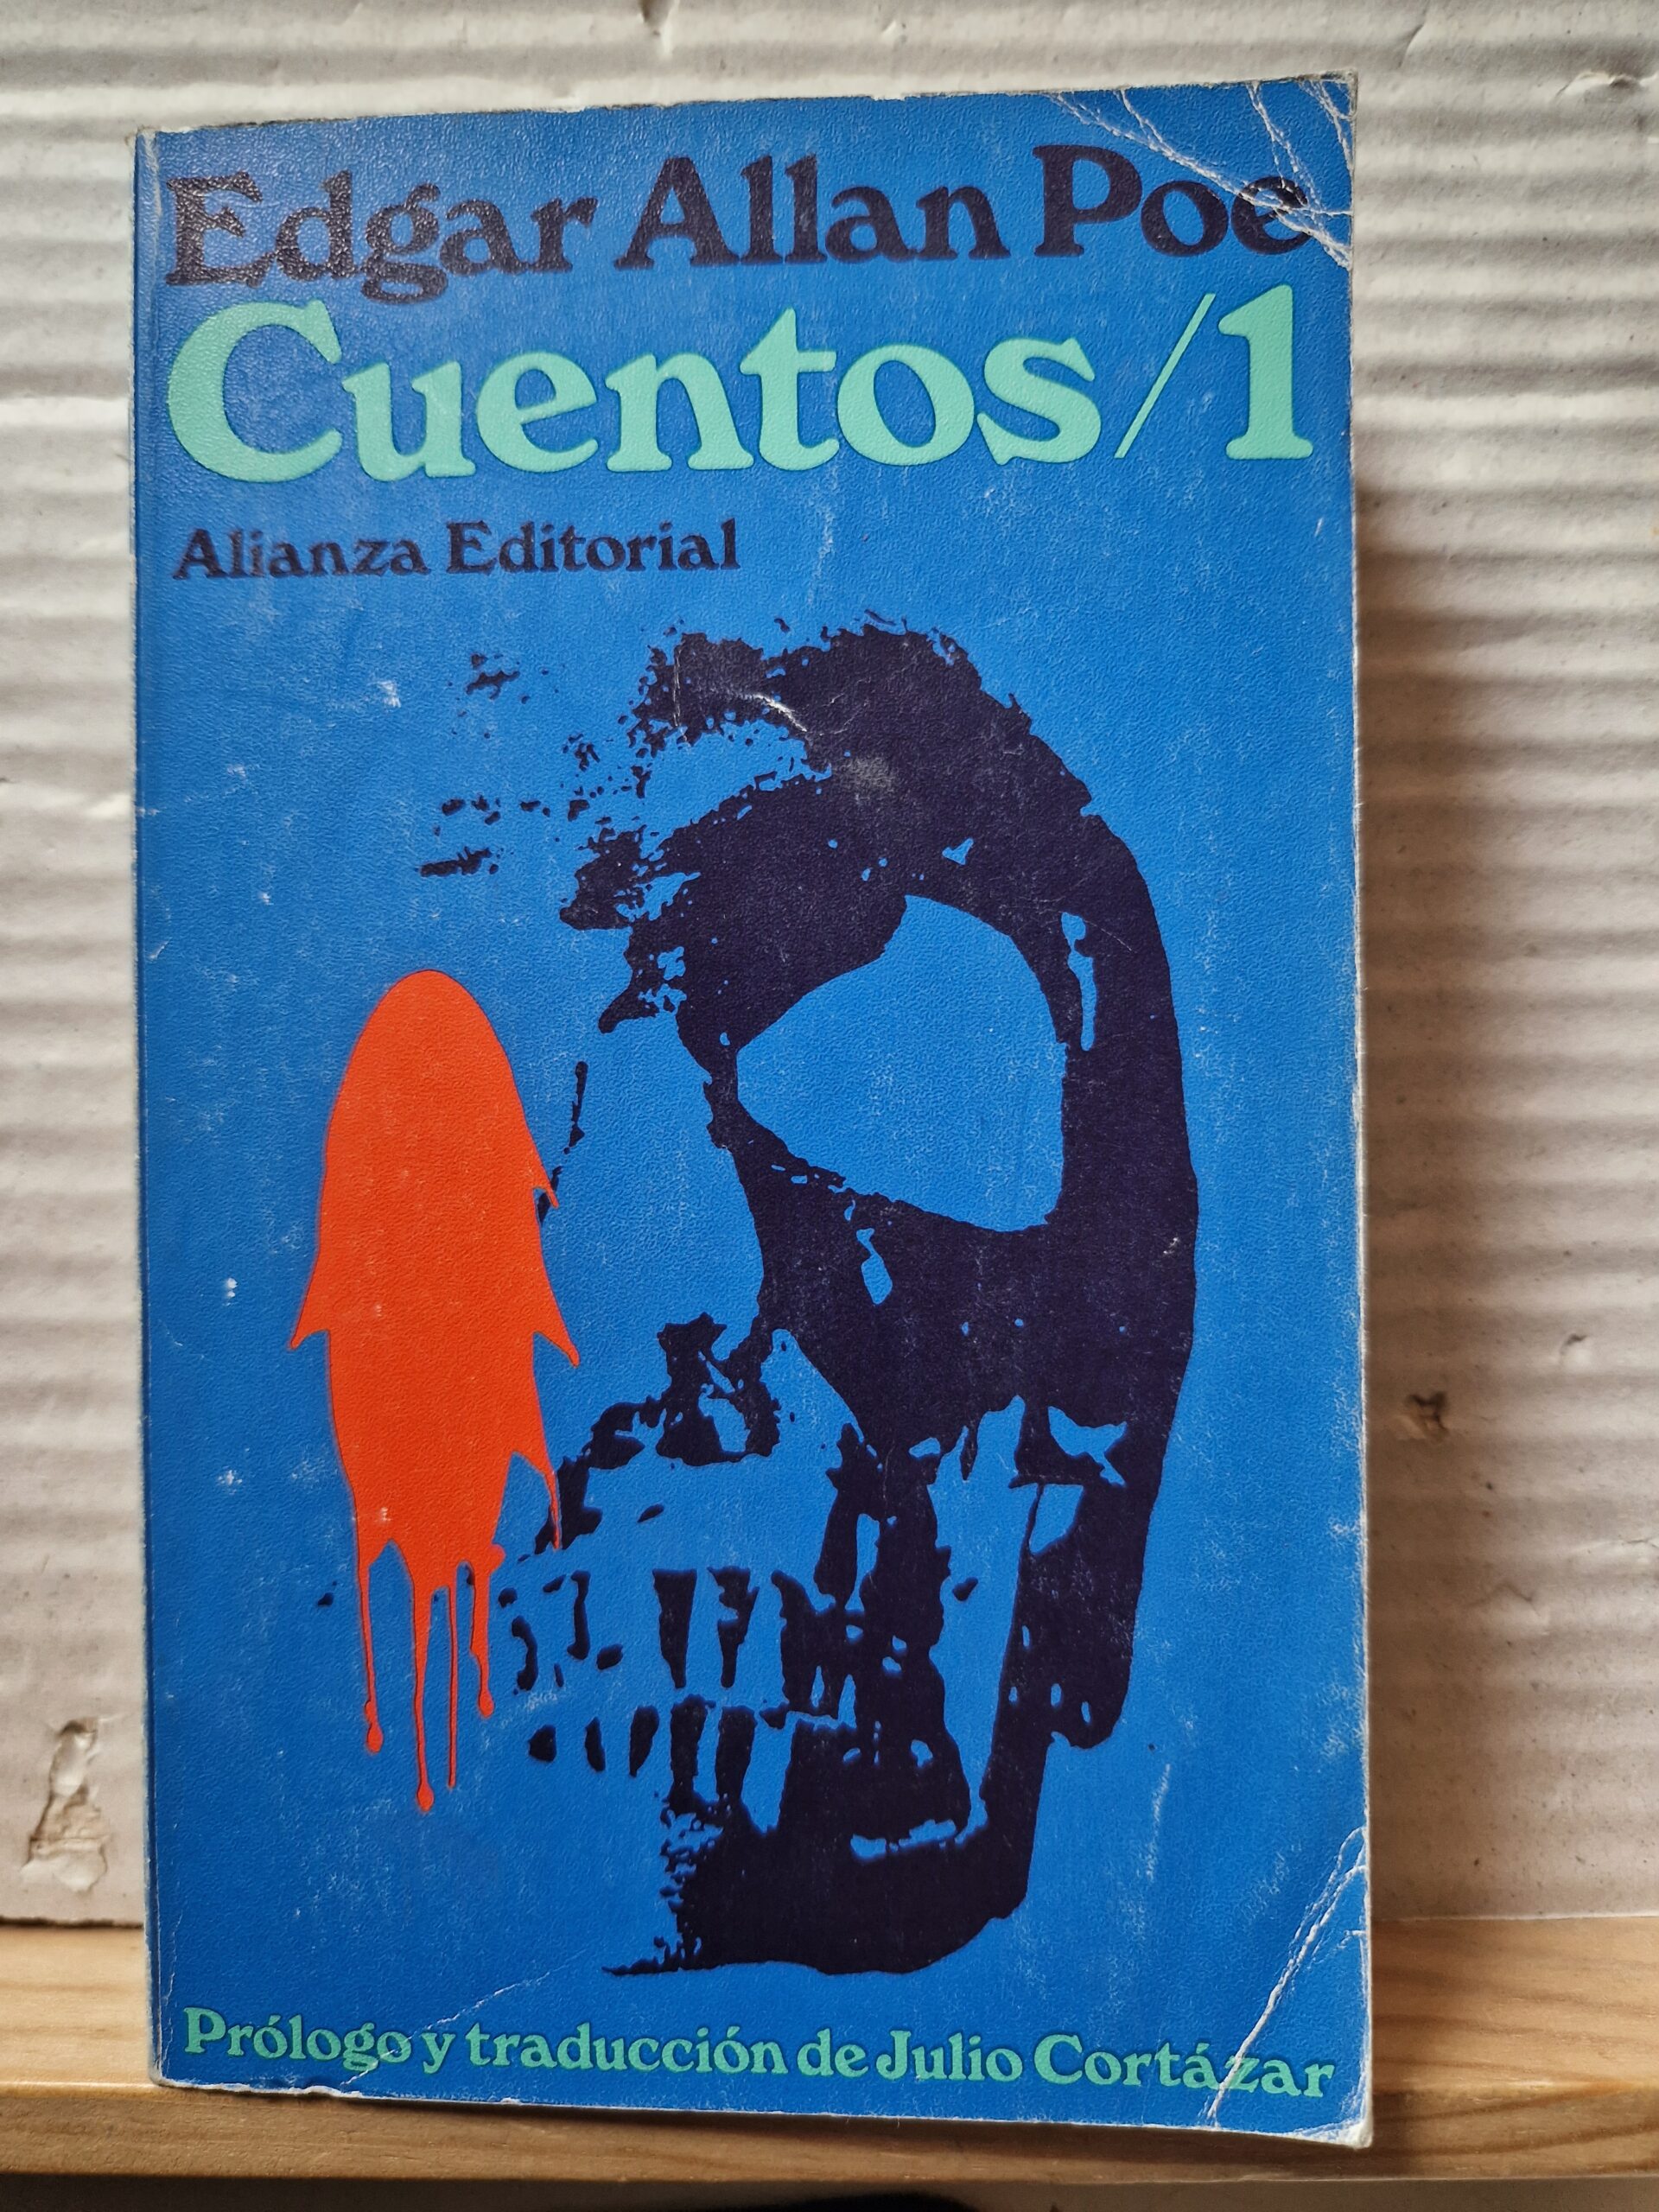 Edgar Allan Poe
Cuentos/1
Alianza Editorial
Prólogo y traducción de Julio Cortázar